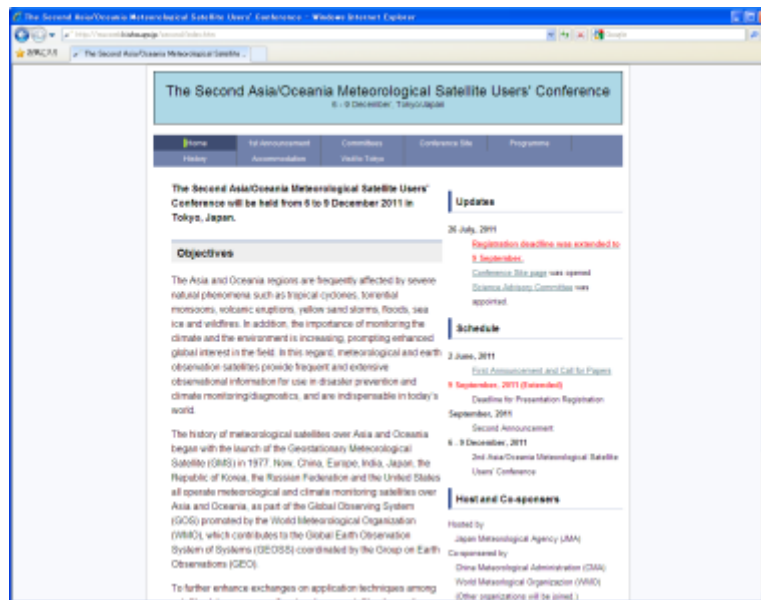 The Second Asia/Oceania Meteorological Satellite Users' Conference - Windows Internet Explorer
Google
お気に入り
The Second Asia/Oceania Meteorological Satellite ...
The Second Asia/Oceania Meteorological Satellite Users' Conference
6 - 9 December, Tokyo/Japan
Home 1st Announcement Committees Conference Site Programme
History Accommodation Visit to Tokyo
The Second Asia/Oceania Meteorological Satellite Users'
Conference will be held from 6 to 9 December 2011 in
Tokyo, Japan.
Objectives
The Asia and Oceania regions are frequently affected by severe
natural phenomena such as tropical cyclones, torrential
monsoons, volcanic eruptions, yellow sand storms, floods, sea
ice and wildfires. In addition, the importance of monitoring the
climate and the environment is increasing, prompting enhanced
global interest in the field. In this regard, meteorological and earth
observation satellites provide frequent and extensive
observational information for use in disaster prevention and
climate monitoring/diagnostics, and are indispensable in today's
world.
The history of meteorological satellites over Asia and Oceania
began with the launch of the Geostationary Meteorological
Satellite (GMS) in 1977. Now, China, Europe, India, Japan, the
Republic of Korea, the Russian Federation and the United States
all operate meteorological and climate monitoring satellites over
Asia and Oceania, as part of the Global Observing System
(GOS) promoted by the World Meteorological Organization
(WMO), which contributes to the Global Earth Observation
System of Systems (GEOSS) coordinated by the Group on Earth
Observations (GEO).
To further enhance exchanges on application techniques among
Updates
26 July, 2011
Registration deadline was extended to
9 September.
Conference Site page was opened
Science Advisory Committee was
appointed.
Schedule
2 June, 2011
First Announcement and Call for Papers
9 September, 2011 (Extended)
Deadline for Presentation Registration
September, 2011
Second Announcement
6 - 9 December, 2011
2nd Asia/Oceania Meteorological Satellite
Users' Conference
Host and Co-sponsors
Hosted by
Japan Meteorological Agency (JMA)
Co-sponsored by
China Meteorological Administration (CMA)
World Meteorological Organization (WMO)
(Other organizations will be joined.)